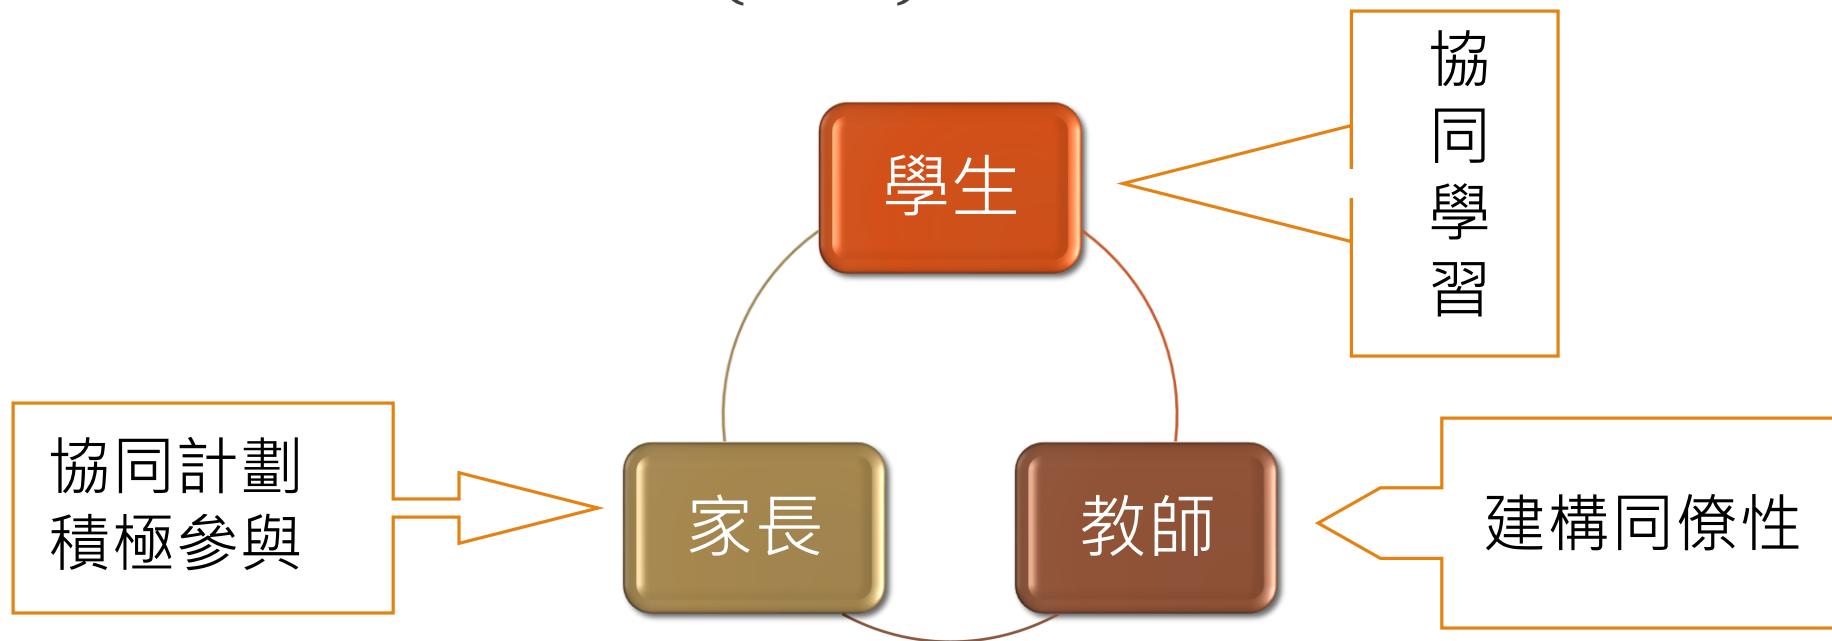 協同學習
學生
協同計劃
積極參與
家長
教師
建構同僚性